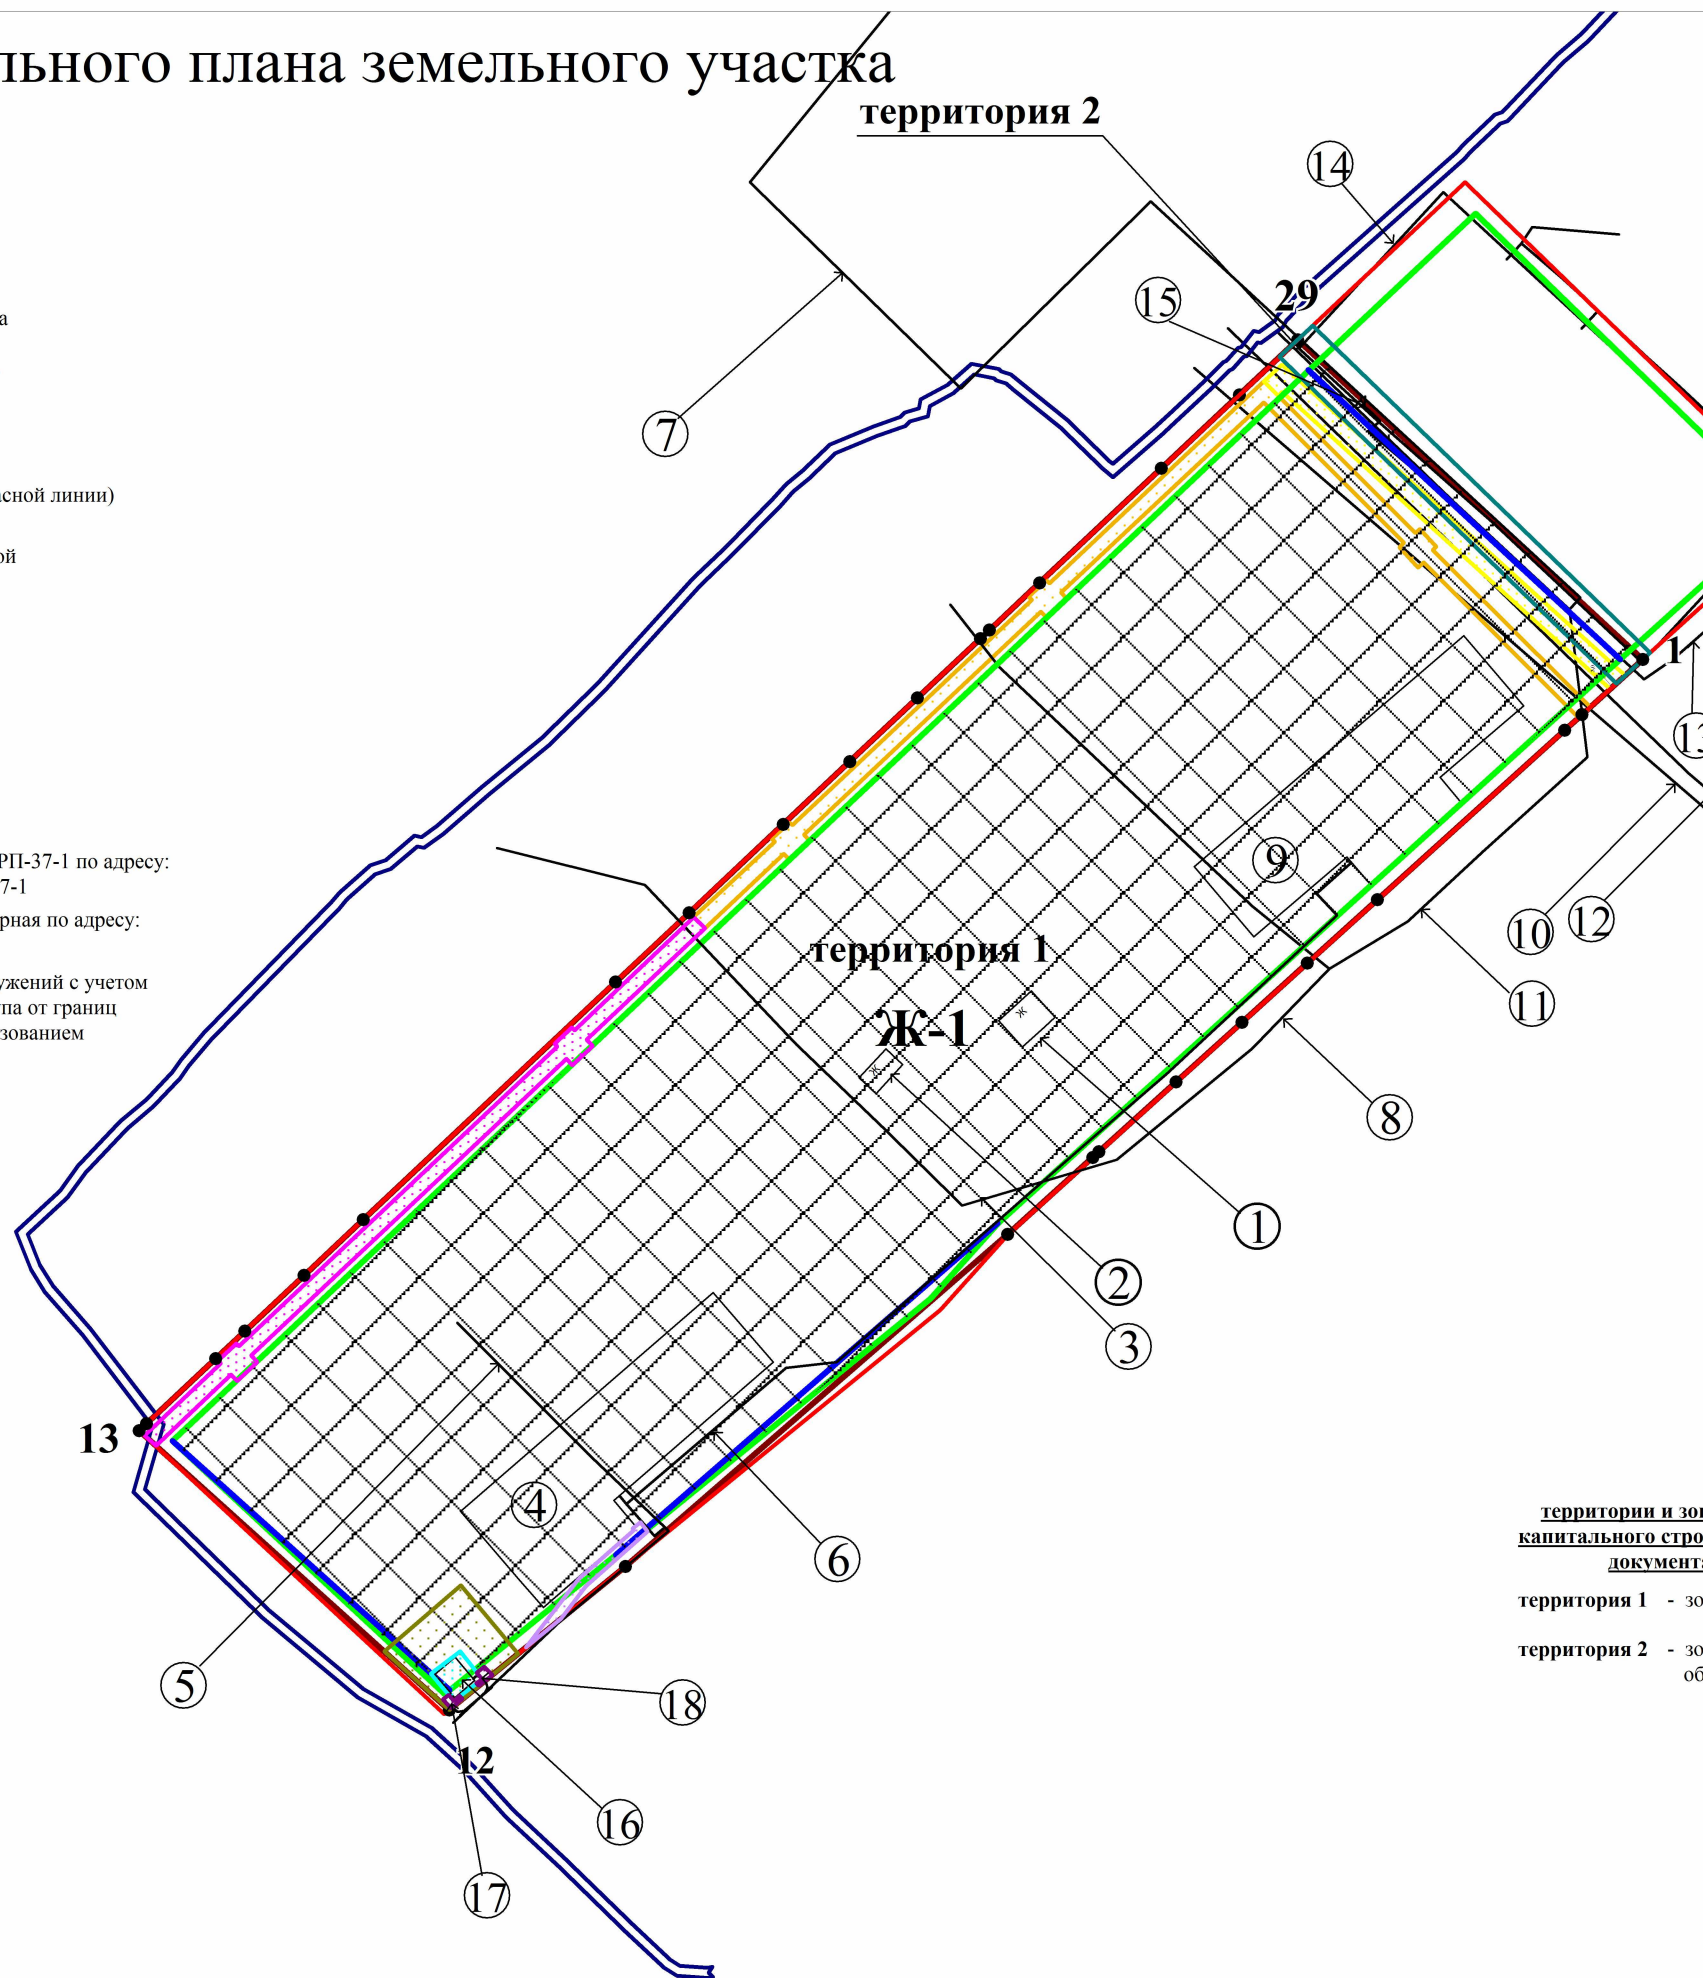 льного плана земельного участка
территория 2
14
29
15
а
7
асной линии)
ой
1
13
РП-37-1 по адресу:
7-1
9
рная по адресу:
10
12
территория 1
ужений с учетом
па от границ
зованием
11
Ж
Ж-1
Ж
8
1
2
3
13
4
6
территории и зон
капитального стро
документа
территория 1 - зо
территория 2 - зо
об
5
18
12
16
17